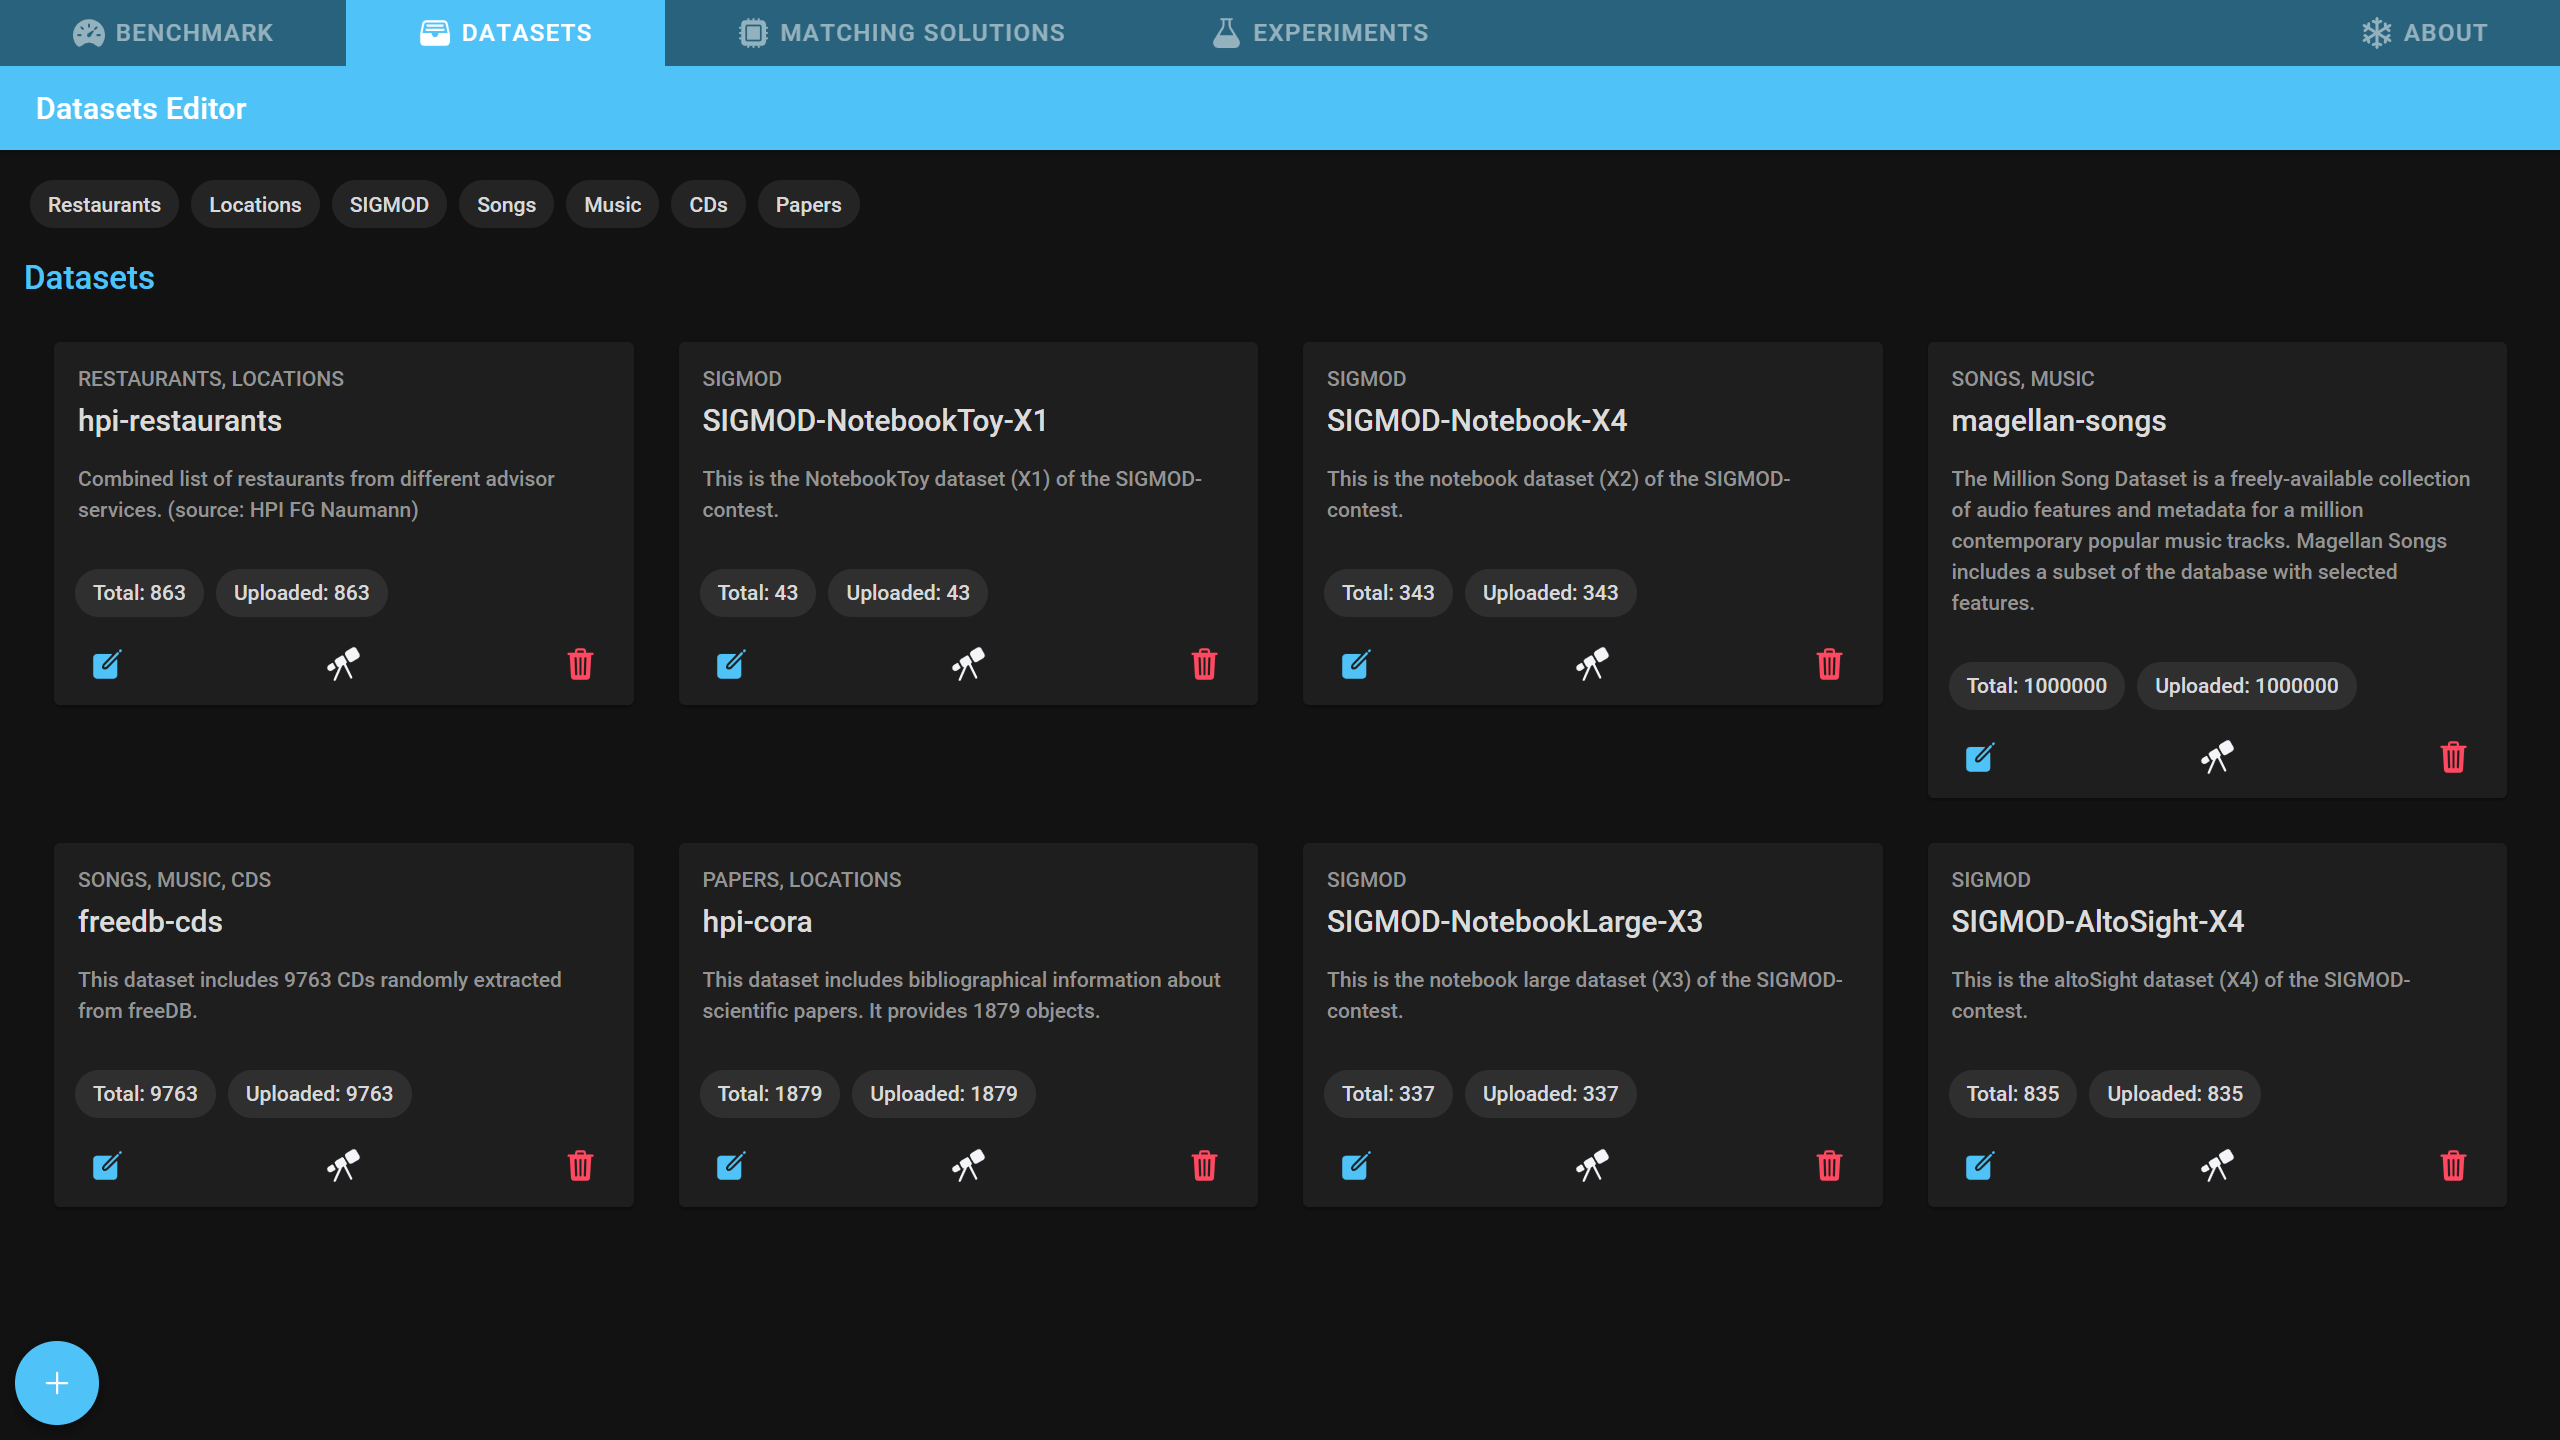 BENCHMARK
DATASETS
MATCHING SOLUTIONS
EXPERIMENTS
ABOUT
Datasets Editor
Restaurants
Locations
SIGMOD
Songs
Music
CDs
Papers
Datasets
RESTAURANTS, LOCATIONS
hpi-restaurants
Combined list of restaurants from different advisor
services. (source: HPI FG Naumann)
Total: 863
Uploaded: 863
SIGMOD
SIGMOD-NotebookToy-X1
This is the NotebookToy dataset (X1) of the SIGMOD-
contest.
Total: 43
Uploaded: 43
SIGMOD
SIGMOD-Notebook-X4
This is the notebook dataset (X2) of the SIGMOD-
contest.
Total: 343
Uploaded: 343
SONGS, MUSIC
magellan-songs
The Million Song Dataset is a freely-available collection
of audio features and metadata for a million
contemporary popular music tracks. Magellan Songs
includes a subset of the database with selected
features.
Total: 1000000
Uploaded: 1000000
SONGS, MUSIC, CDS
freedb-cds
This dataset includes 9763 CDs randomly extracted
from freeDB.
Total: 9763
Uploaded: 9763
PAPERS, LOCATIONS
hpi-cora
This dataset includes bibliographical information about
scientific papers. It provides 1879 objects.
Total: 1879
Uploaded: 1879
SIGMOD
SIGMOD-NotebookLarge-X3
This is the notebook large dataset (X3) of the SIGMOD-
contest.
Total: 337
Uploaded: 337
SIGMOD
SIGMOD-AltoSight-X4
This is the altoSight dataset (X4) of the SIGMOD-
contest.
Total: 835
Uploaded: 835